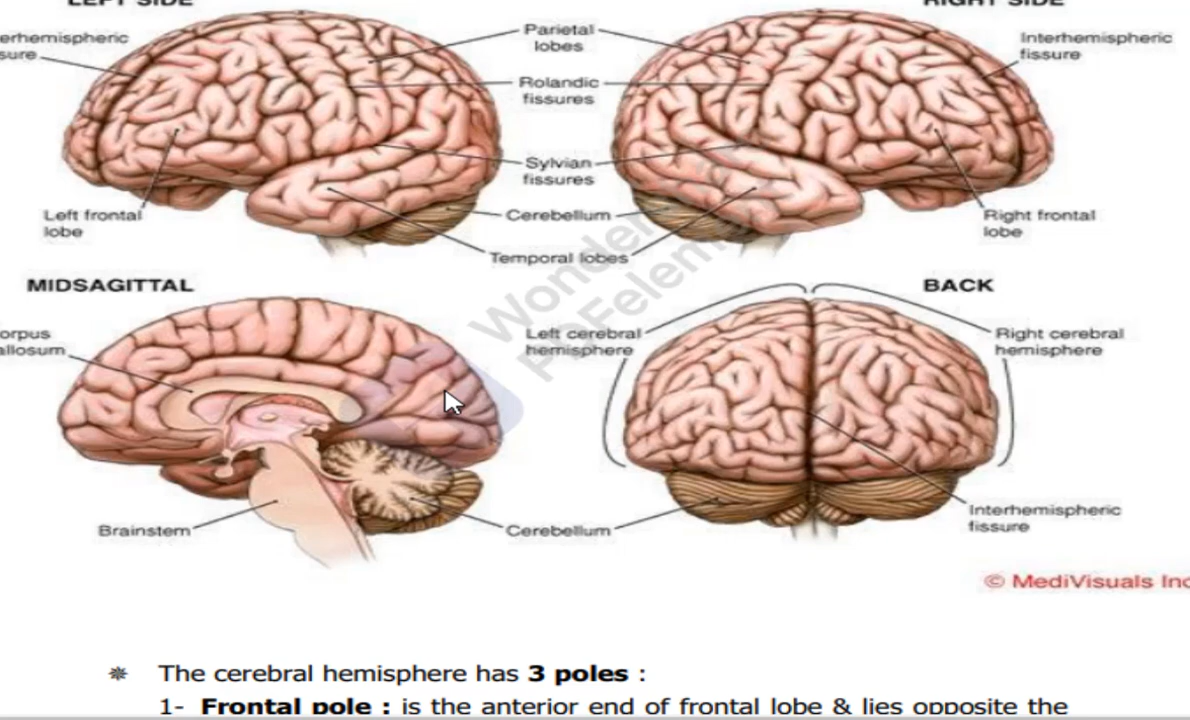 LEFT SIDE
RIGHT SIDE
erhemispheric
sure
Parietal
lobes
Interhemispheric
fissure
Rolandic
fissures
Sylvian
fissures
Left frontal
lobe
Cerebellum
Right frontal
lobe
Temporal lobes
MIDSAGITTAL
BACK
orpus
allosum
Left cerebral
hemisphere
Right cerebral
hemisphere
Brainstem
Cerebellum
Interhemispheric
fissure
© MediVisuals Inc
The cerebral hemisphere has 3 poles :
1- Frontal pole : is the anterior end of frontal lobe & lies opposite the